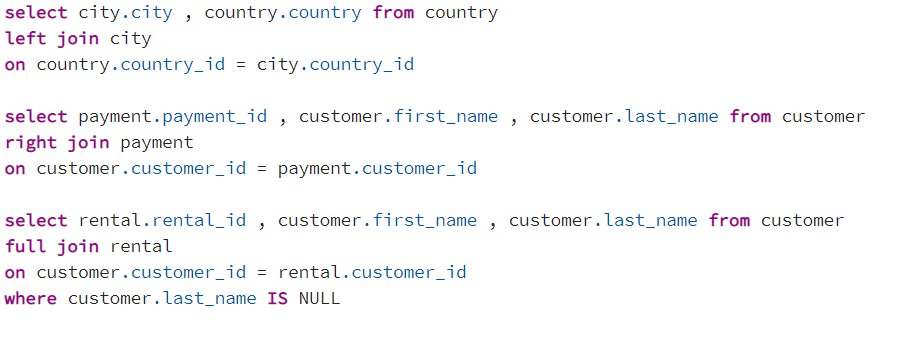 select city.city , country.country from country
left join city
on country.country_id = city.country_id
select payment.payment_id , customer.first_name , customer.last_name from customer
right join payment
on customer.customer_id = payment.customer_id
select rental.rental_id , customer.first_name , customer.last_name from customer
full join rental
on customer.customer_id = rental.customer_id
where customer.last_name IS NULL